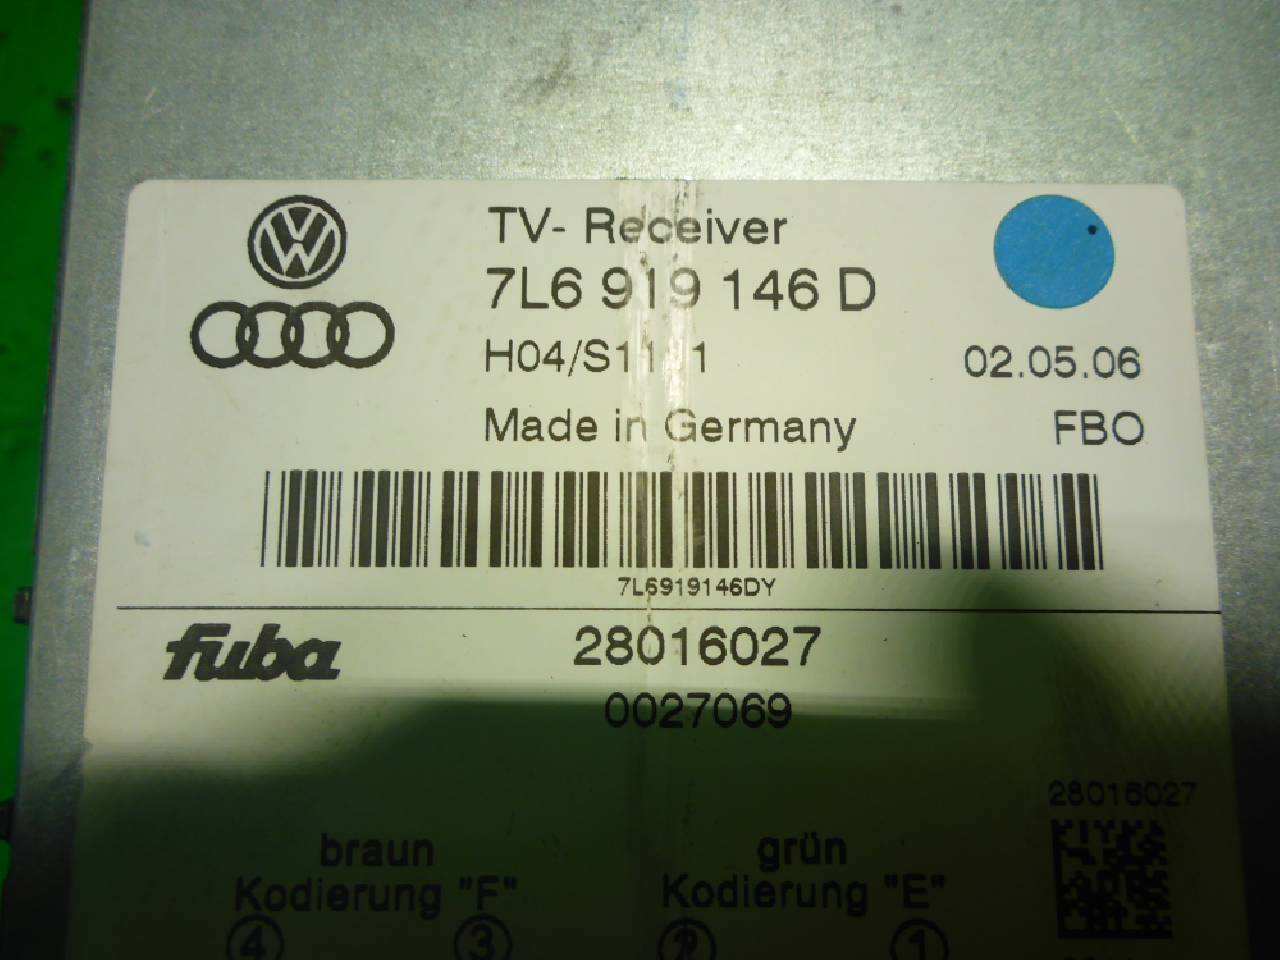 TV- Receiver
7L6 919 146 D
02.05.06
Made in Germany
FBO
7L6919146DY
fuba
28016027
0027069
28016027
braun
grün
Kodierung "F"
Kodierung "E"
4 3 2 1